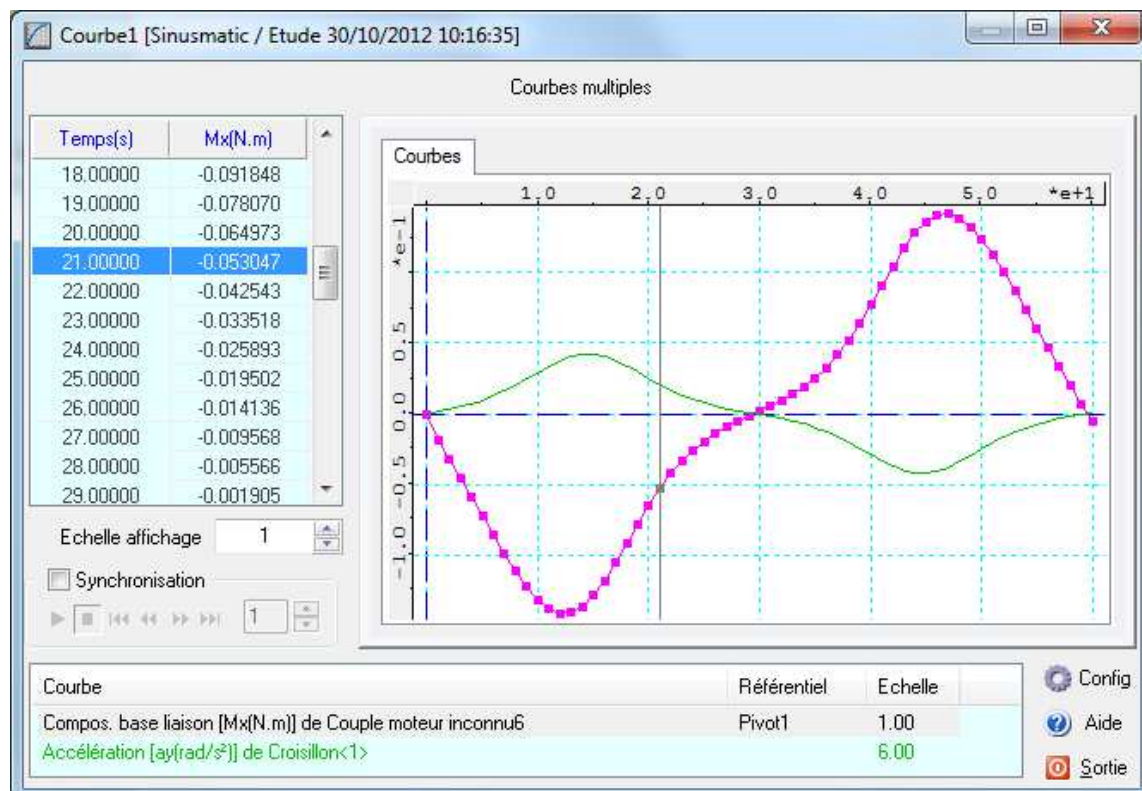 Courbe1 [Sinusmatic / Etude 30/10/2012 10:16:35]
Courbes multiples
Temps(s) Mx(N.m)
18.00000 -0.091848
19.00000 -0.078070
20.00000 -0.064973
21.00000 -0.053047
22.00000 -0.042543
23.00000 -0.033518
24.00000 -0.025893
25.00000 -0.019502
26.00000 -0.014136
27.00000 -0.009568
28.00000 -0.005566
29.00000 -0.001905
Echelle affichage 1
Synchronisation
1
Courbes
1.0 2.0 3.0 4.0 5.0 *e+1
*e-1
0.5
0.0
-0.5
-1.0
Courbe Référentiel Echelle
Compos. base liaison [Mx(N.m)] de Couple moteur inconnu6 Pivot1 1.00
Accélération [ay(rad/s²)] de Croisillon<1> 6.00
Config
Aide
Sortie